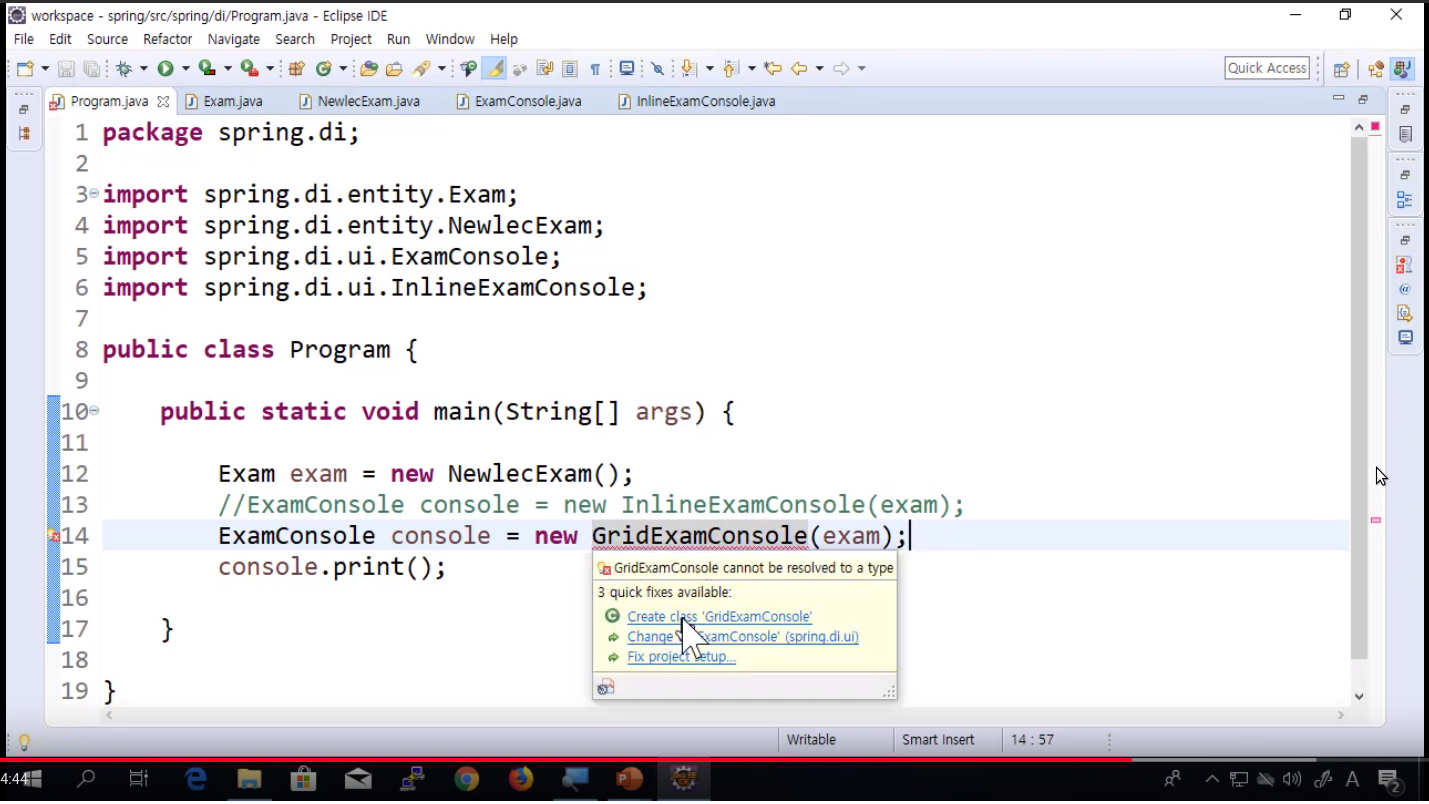 workspace - spring/src/spring/di/Program.java - Eclipse IDE
File Edit Source Refactor Navigate Search Project Run Window Help
Quick Access
Program.java Exam.java NewlecExam.java ExamConsole.java InlineExamConsole.java
1 package spring.di;
2
3 import spring.di.entity.Exam;
4 import spring.di.entity.NewlecExam;
5 import spring.di.ui.ExamConsole;
6 import spring.di.ui.InlineExamConsole;
7
8 public class Program {
9
10 public static void main(String[] args) {
11
12 Exam exam = new NewlecExam();
13 //ExamConsole console = new InlineExamConsole(exam);
14 ExamConsole console = new GridExamConsole(exam);
15 console.print();
GridExamConsole cannot be resolved to a type
3 quick fixes available:
Create class 'GridExamConsole'
Change ExamConsole' (spring.di.ui)
Fix project setup...
16
17 }
18
19 }
Writable Smart Insert 14 : 57
4:44
A
2